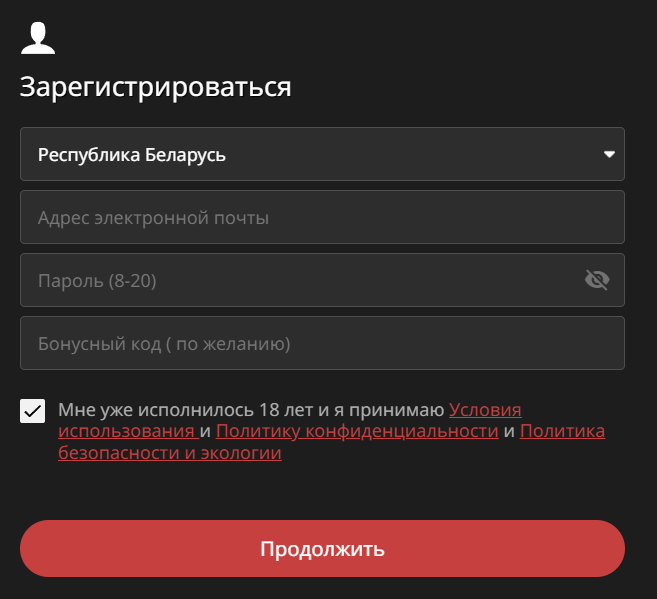 Зарегистрироваться
Республика Беларусь
Адрес электронной почты
Пароль (8-20)
Бонусный код ( по желанию)
Мне уже исполнилось 18 лет и я принимаю Условия
использования и Политику конфиденциальности и Политика
безопасности и экологии
Продолжить